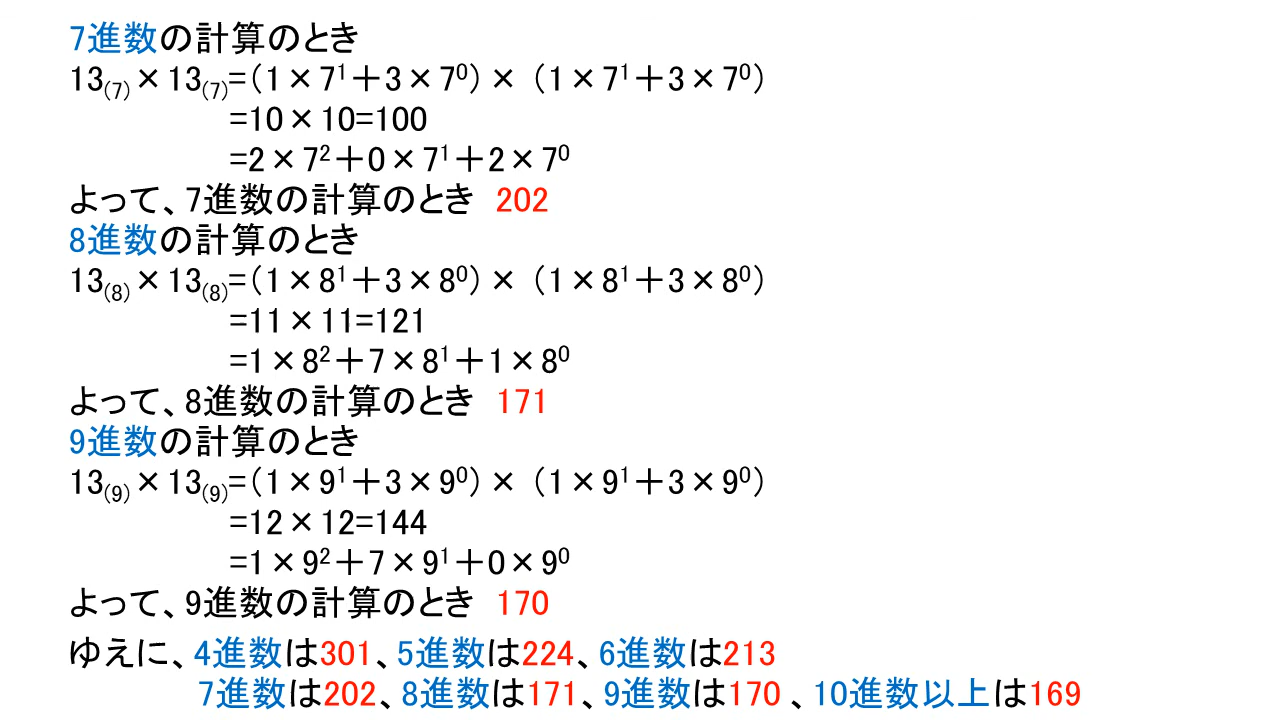 7進数の計算のとき
13₍₇₎×13₍₇₎=(1×7¹+3×7⁰)×(1×7¹+3×7⁰)
=10×10=100
=2×7²+0×7¹+2×7⁰
よって、7進数の計算のとき 202
8進数の計算のとき
13₍₈₎×13₍₈₎=(1×8¹+3×8⁰)×(1×8¹+3×8⁰)
=11×11=121
=1×8²+7×8¹+1×8⁰
よって、8進数の計算のとき 171
9進数の計算のとき
13₍₉₎×13₍₉₎=(1×9¹+3×9⁰)×(1×9¹+3×9⁰)
=12×12=144
=1×9²+7×9¹+0×9⁰
よって、9進数の計算のとき 170
ゆえに、4進数は301、5進数は224、6進数は213
7進数は202、8進数は171、9進数は170 、10進数以上は169